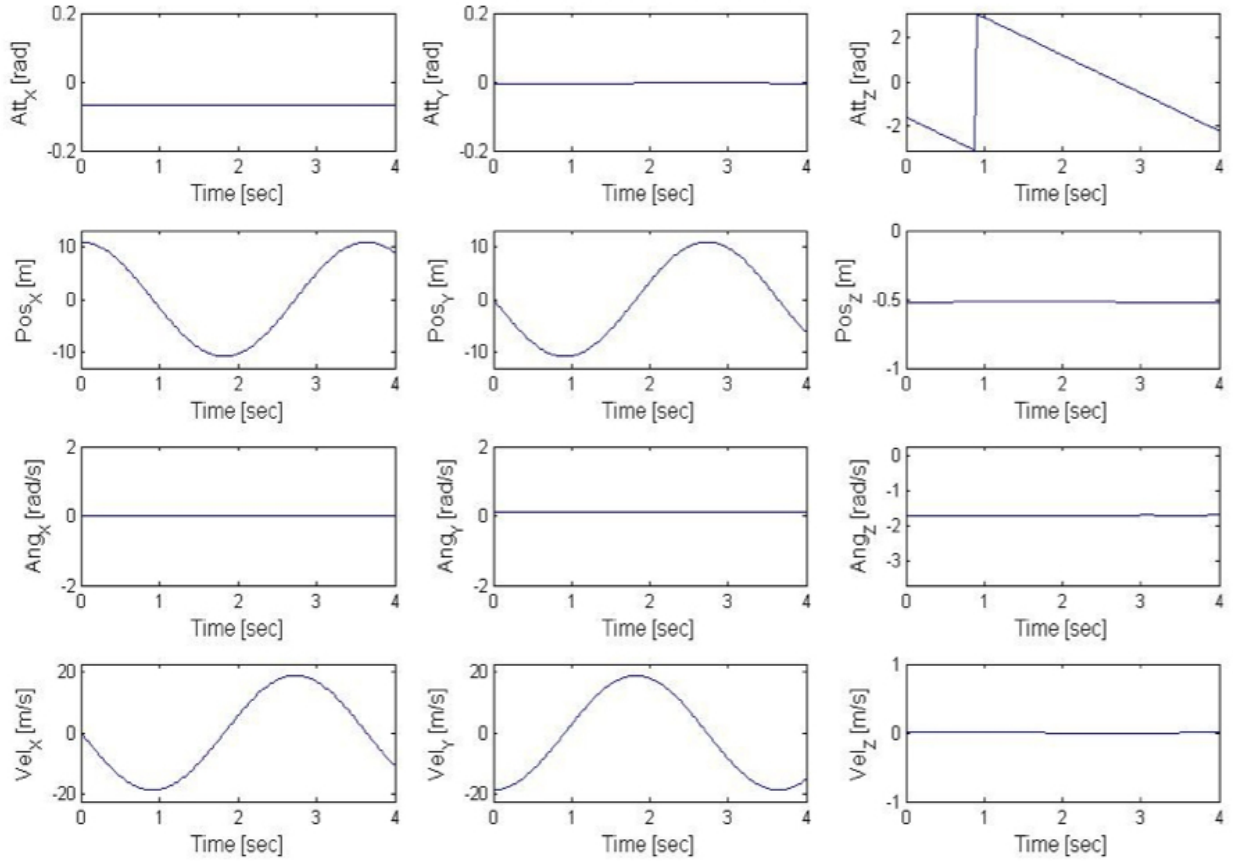 0.2 0.2
Att_X [rad] 0 Att_Y [rad] 0 Att_Z [rad] 2 0 -2
-0.2 -0.2
0 1 2 3 4 0 1 2 3 4 0 1 2 3 4
Time [sec] Time [sec] Time [sec]
Pos_X [m] 10 0 -10 Pos_Y [m] 10 0 -10 Pos_Z [m] 0 -0.5 -1
0 1 2 3 4 0 1 2 3 4 0 1 2 3 4
Time [sec] Time [sec] Time [sec]
Ang_X [rad/s] 2 0 -2 Ang_Y [rad/s] 2 0 -2 Ang_Z [rad/s] 0 -1 -2 -3
0 1 2 3 4 0 1 2 3 4 0 1 2 3 4
Time [sec] Time [sec] Time [sec]
Vel_X [m/s] 20 0 -20 Vel_Y [m/s] 20 0 -20 Vel_Z [m/s] 1 0 -1
0 1 2 3 4 0 1 2 3 4 0 1 2 3 4
Time [sec] Time [sec] Time [sec]